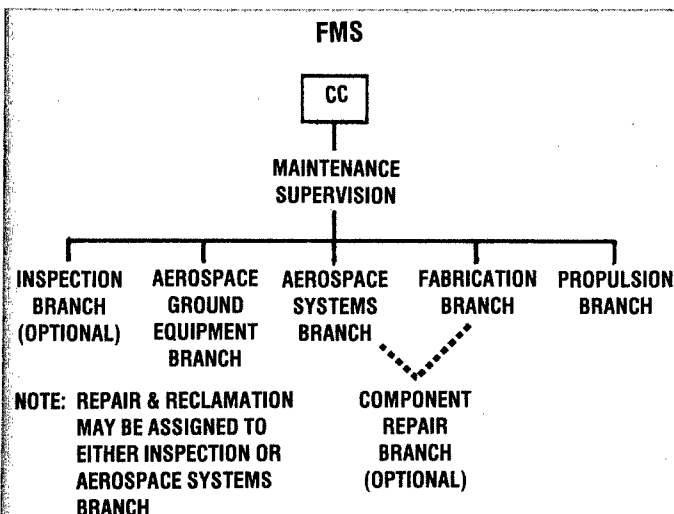 FMS
CC
MAINTENANCE
SUPERVISION
INSPECTION
BRANCH
(OPTIONAL)
AEROSPACE
GROUND
EQUIPMENT
BRANCH
AEROSPACE
SYSTEMS
BRANCH
FABRICATION
BRANCH
PROPULSION
BRANCH
NOTE: REPAIR & RECLAMATION
MAY BE ASSIGNED TO
EITHER INSPECTION OR
AEROSPACE SYSTEMS
BRANCH
COMPONENT
REPAIR
BRANCH
(OPTIONAL)